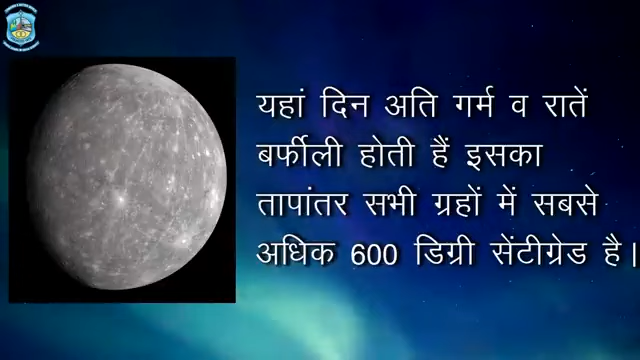 यहां दिन अति गर्म व रातें
बर्फीली होती हैं इसका
तापांतर सभी ग्रहों में सबसे
अधिक 600 डिग्री सेंटीग्रेड है।